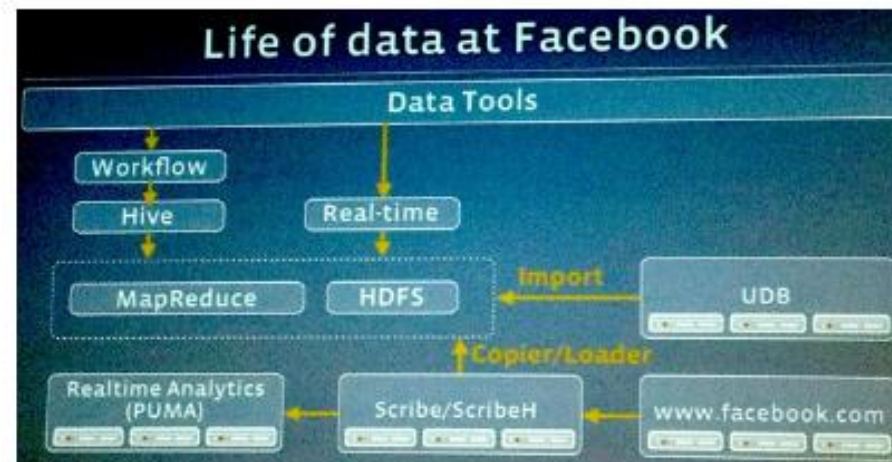 Life of data at Facebook
Data Tools
Workflow
Hive
Real-time
MapReduce
HDFS
Import
UDB
Copier/Loader
Realtime Analytics
(PUMA)
Scribe/ScribeH
www.facebook.com